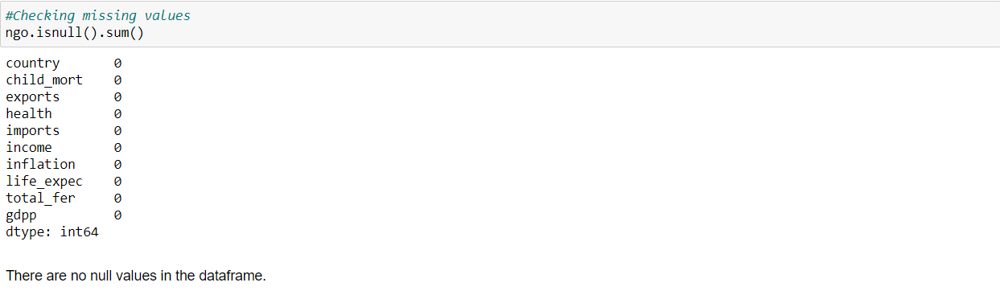 #Checking missing values
ngo.isnull().sum()
country 0
child_mort 0
exports 0
health 0
imports 0
income 0
inflation 0
life_expec 0
total_fer 0
gdpp 0
dtype: int64
There are no null values in the dataframe.